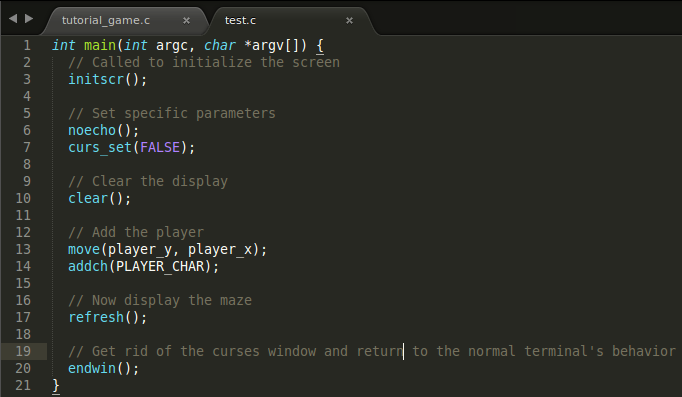 tutorial_game.c × test.c ×
1 int main(int argc, char *argv[]) {
2 // Called to initialize the screen
3 initscr();
4
5 // Set specific parameters
6 noecho();
7 curs_set(FALSE);
8
9 // Clear the display
10 clear();
11
12 // Add the player
13 move(player_y, player_x);
14 addch(PLAYER_CHAR);
15
16 // Now display the maze
17 refresh();
18
19 // Get rid of the curses window and return to the normal terminal's behavior
20 endwin();
21 }